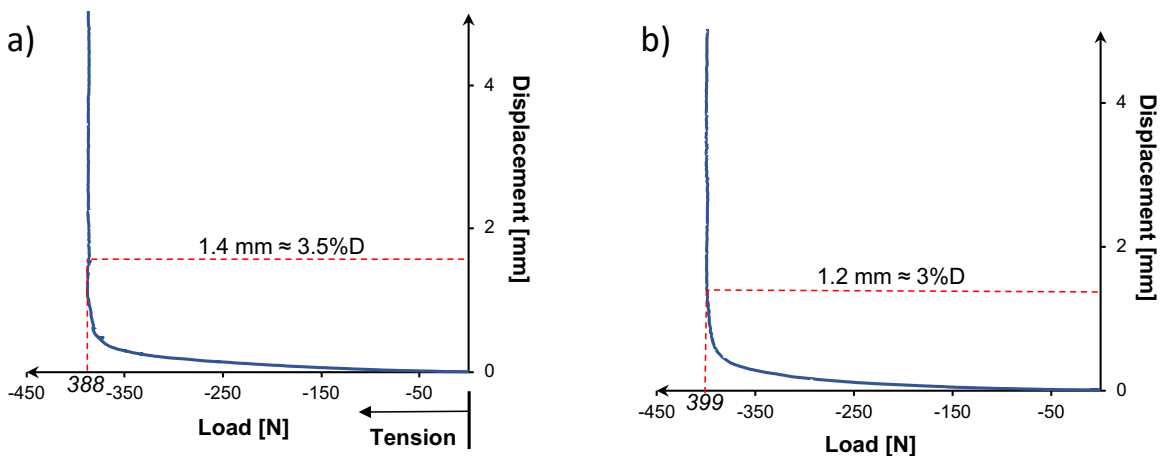 a)
4
2
0
Displacement [mm]
1.4 mm ≈ 3.5%D
-450
388
-350
-250
-150
-50
Load [N]
Tension
b)
4
2
0
Displacement [mm]
1.2 mm ≈ 3%D
-450
399
-350
-250
-150
-50
Load [N]